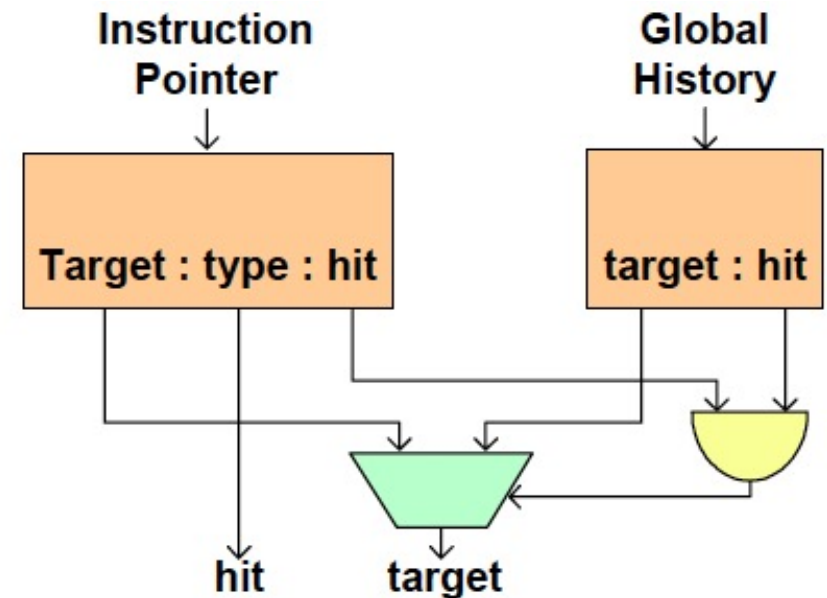 Instruction
Pointer
Global
History
Target : type : hit
target : hit
hit
target